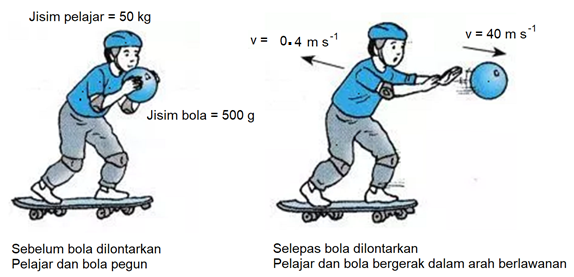 Jisim pelajar = 50 kg
Jisim bola = 500 g
v = 0.4 m s⁻¹
v = 40 m s⁻¹
Sebelum bola dilontarkan
Pelajar dan bola pegun
Selepas bola dilontarkan
Pelajar dan bola bergerak dalam arah berlawanan